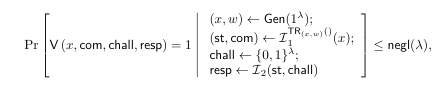 Pr [ V (x, com, chall, resp) = 1 | (x, w) ← Gen(1^λ);
(st, com) ← I_1^{TR_{(x,w)}()}(x);
chall ← {0, 1}^λ;
resp ← I_2(st, chall) ] ≤ negl(λ),